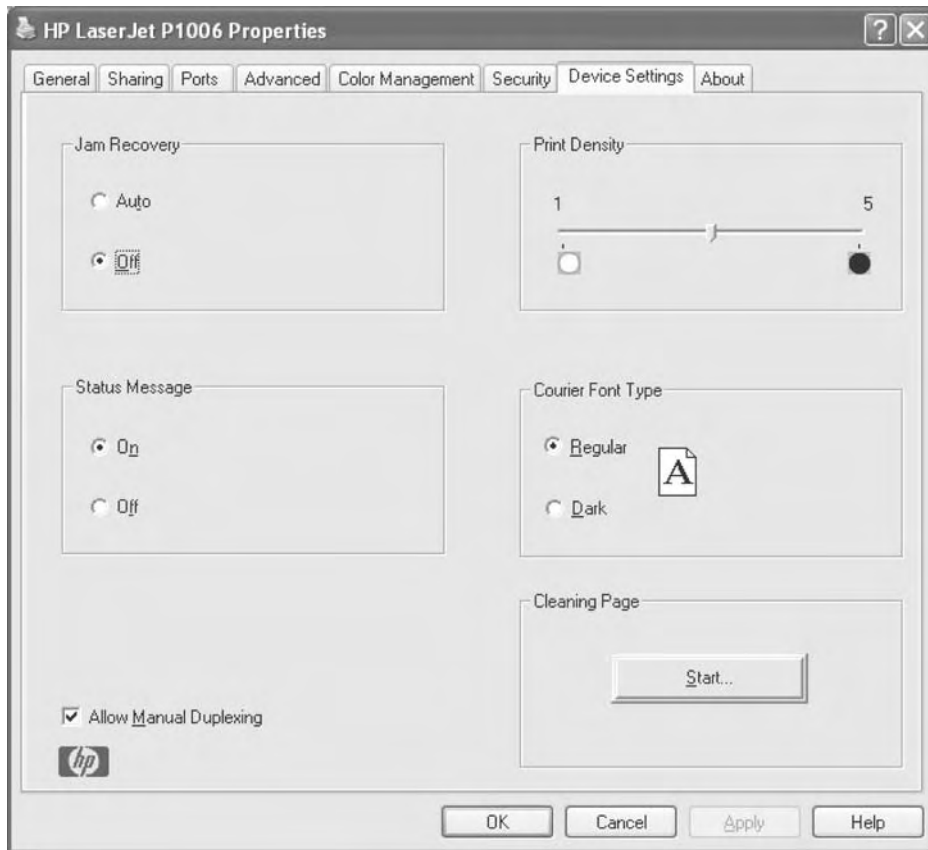 HP LaserJet P1006 Properties
General Sharing Ports Advanced Color Management Security Device Settings About
Jam Recovery
Auto
Off
Print Density
1 5
Status Message
On
Off
Courier Font Type
Regular
A
Dark
Cleaning Page
Start...
Allow Manual Duplexing
hp
OK Cancel Apply Help